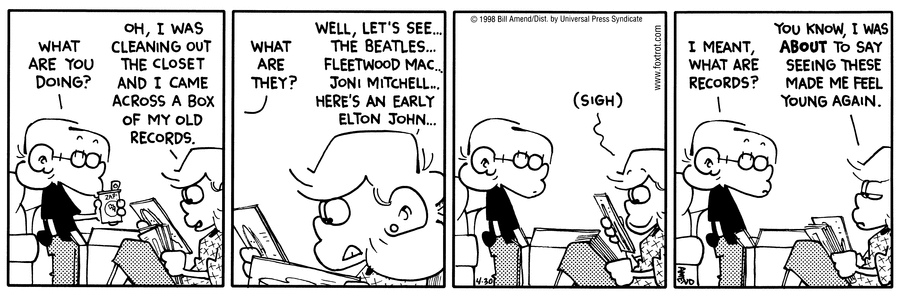 WHAT
ARE YOU
DOING?
OH, I WAS
CLEANING OUT
THE CLOSET
AND I CAME
ACROSS A BOX
OF MY OLD
RECORDS.
ZAP
WHAT
ARE
THEY?
WELL, LET'S SEE...
THE BEATLES...
FLEETWOOD MAC...
JONI MITCHELL...
HERE'S AN EARLY
ELTON JOHN...
© 1998 Bill Amend/Dist. by Universal Press Syndicate
www.foxtrot.com
(SIGH)
4-30
I MEANT,
WHAT ARE
RECORDS?
YOU KNOW, I WAS
ABOUT TO SAY
SEEING THESE
MADE ME FEEL
YOUNG AGAIN.